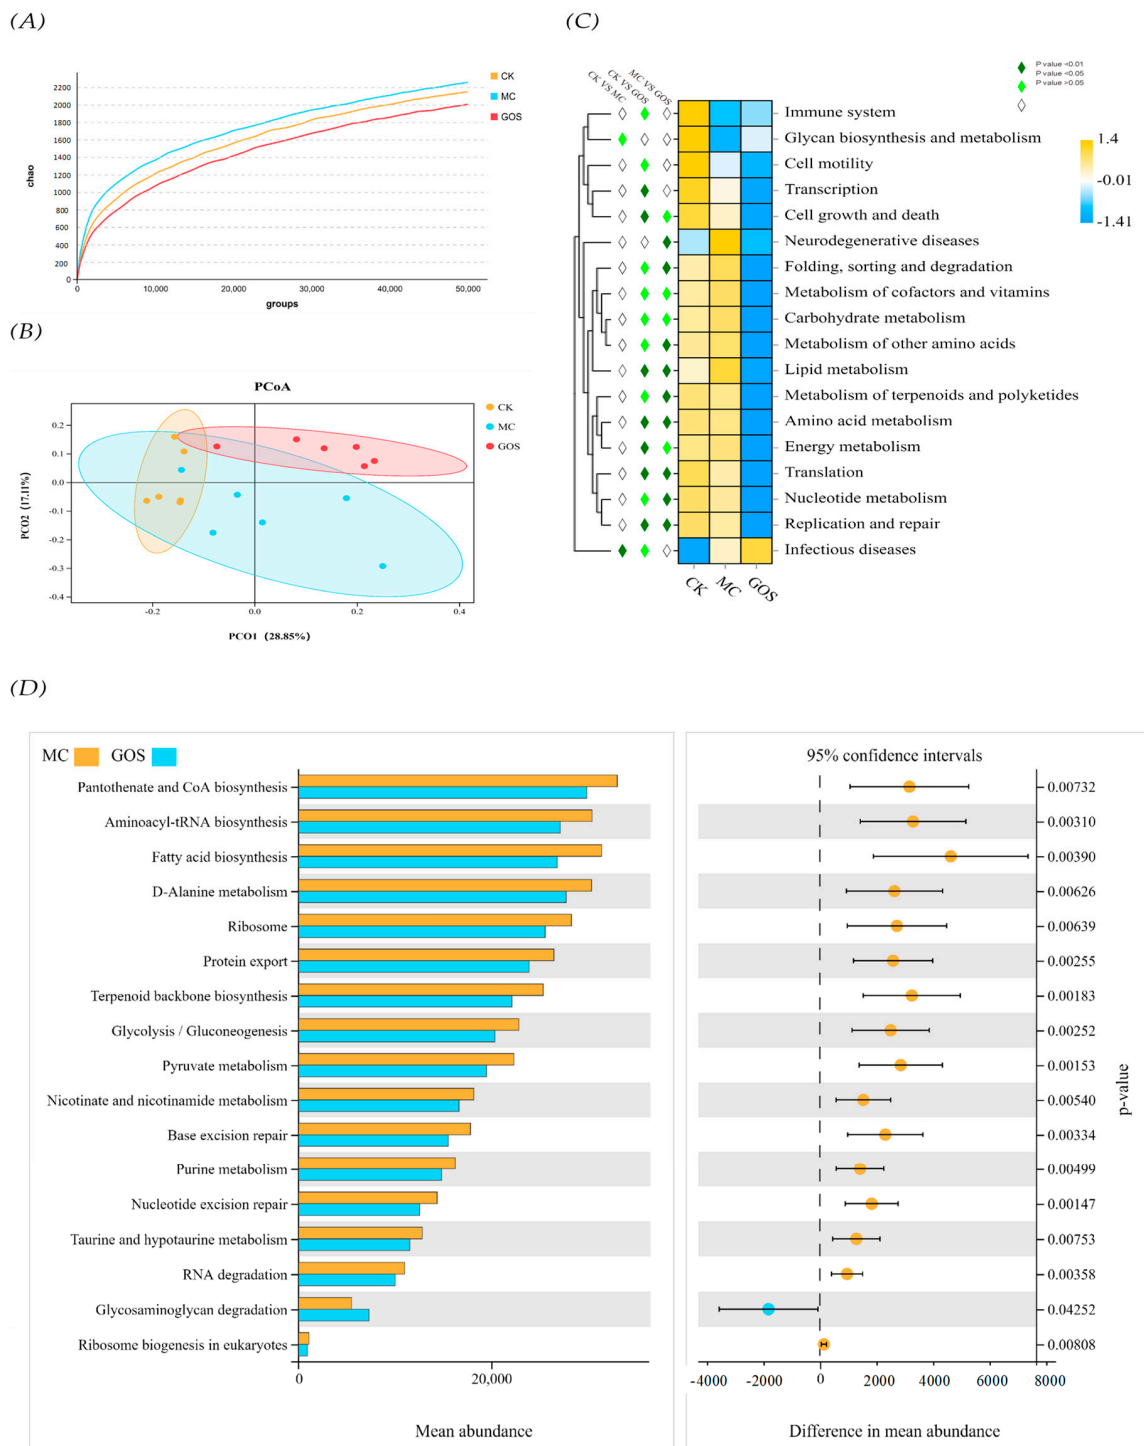 (A)
CK
MC
GOS
2200
2000
1800
1600
1400
1200
1000
800
600
400
200
0
chao
0
10,000
20,000
30,000
40,000
50,000
groups
(B)
PCoA
CK
MC
GOS
0.2
0.1
0.0
-0.1
-0.2
-0.3
-0.4
PCO2 (17.11%)
-0.2
0.0
0.2
0.4
PCO1 (28.85%)
(C)
CK VS MC
CK VS GOS
MC VS GOS
P value <0.01
P value <0.05
P value >0.05
Immune system
Glycan biosynthesis and metabolism
Cell motility
Transcription
Cell growth and death
Neurodegenerative diseases
Folding, sorting and degradation
Metabolism of cofactors and vitamins
Carbohydrate metabolism
Metabolism of other amino acids
Lipid metabolism
Metabolism of terpenoids and polyketides
Amino acid metabolism
Energy metabolism
Translation
Nucleotide metabolism
Replication and repair
Infectious diseases
CK
MC
GOS
1.4
-0.01
-1.41
(D)
MC
GOS
95% confidence intervals
Pantothenate and CoA biosynthesis
0.00732
Aminoacyl-tRNA biosynthesis
0.00310
Fatty acid biosynthesis
0.00390
D-Alanine metabolism
0.00626
Ribosome
0.00639
Protein export
0.00255
Terpenoid backbone biosynthesis
0.00183
Glycolysis / Gluconeogenesis
0.00252
Pyruvate metabolism
0.00153
Nicotinate and nicotinamide metabolism
0.00540
Base excision repair
0.00334
Purine metabolism
0.00499
Nucleotide excision repair
0.00147
Taurine and hypotaurine metabolism
0.00753
RNA degradation
0.00358
Glycosaminoglycan degradation
0.04252
Ribosome biogenesis in eukaryotes
0.00808
p-value
0
20,000
-4000
-2000
0
2000
4000
6000
8000
Mean abundance
Difference in mean abundance